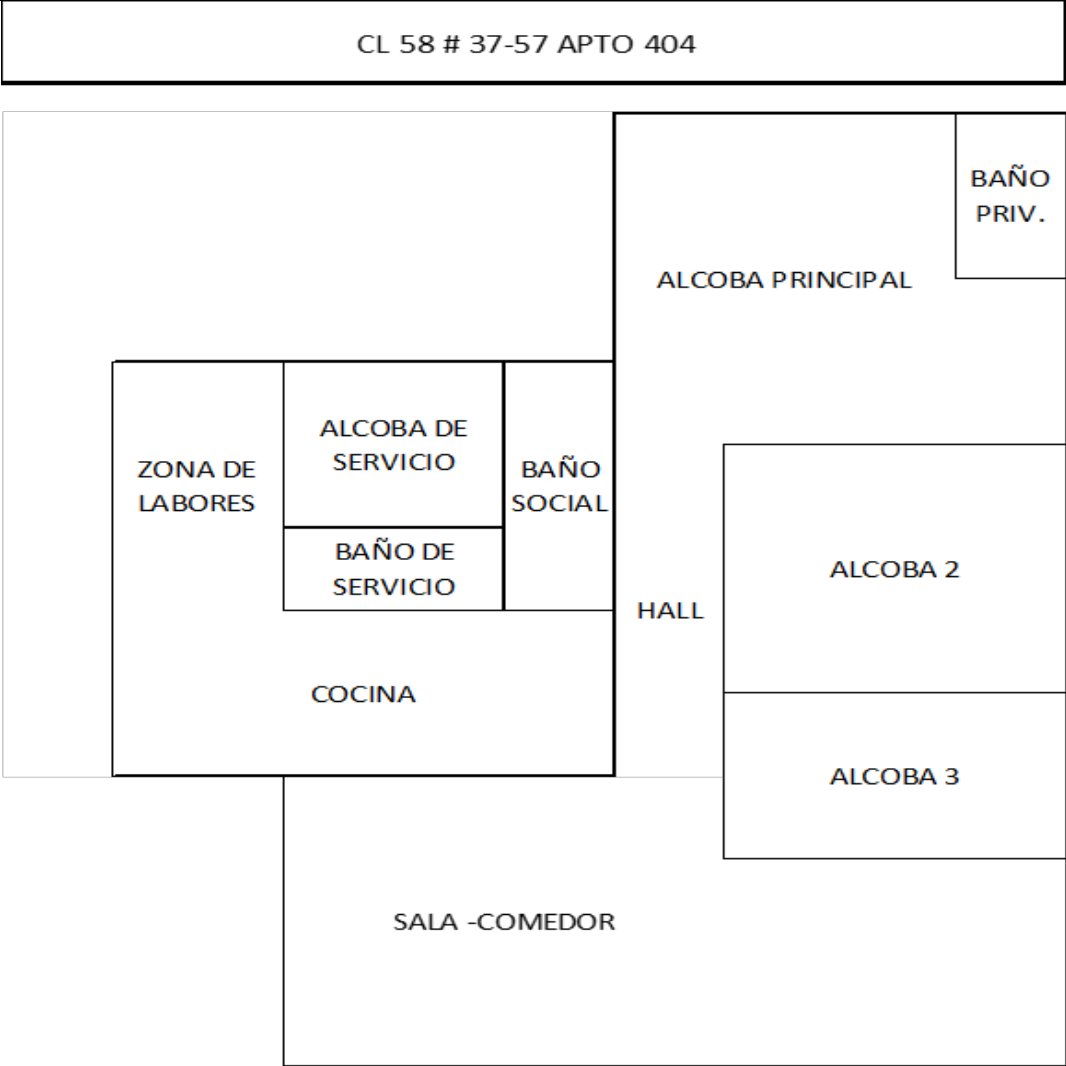 CL 58 # 37-57 APTO 404
BAÑO
PRIV.
ALCOBA PRINCIPAL
ALCOBA DE
SERVICIO
ZONA DE
LABORES
BAÑO
SOCIAL
BAÑO DE
SERVICIO
ALCOBA 2
HALL
COCINA
ALCOBA 3
SALA -COMEDOR